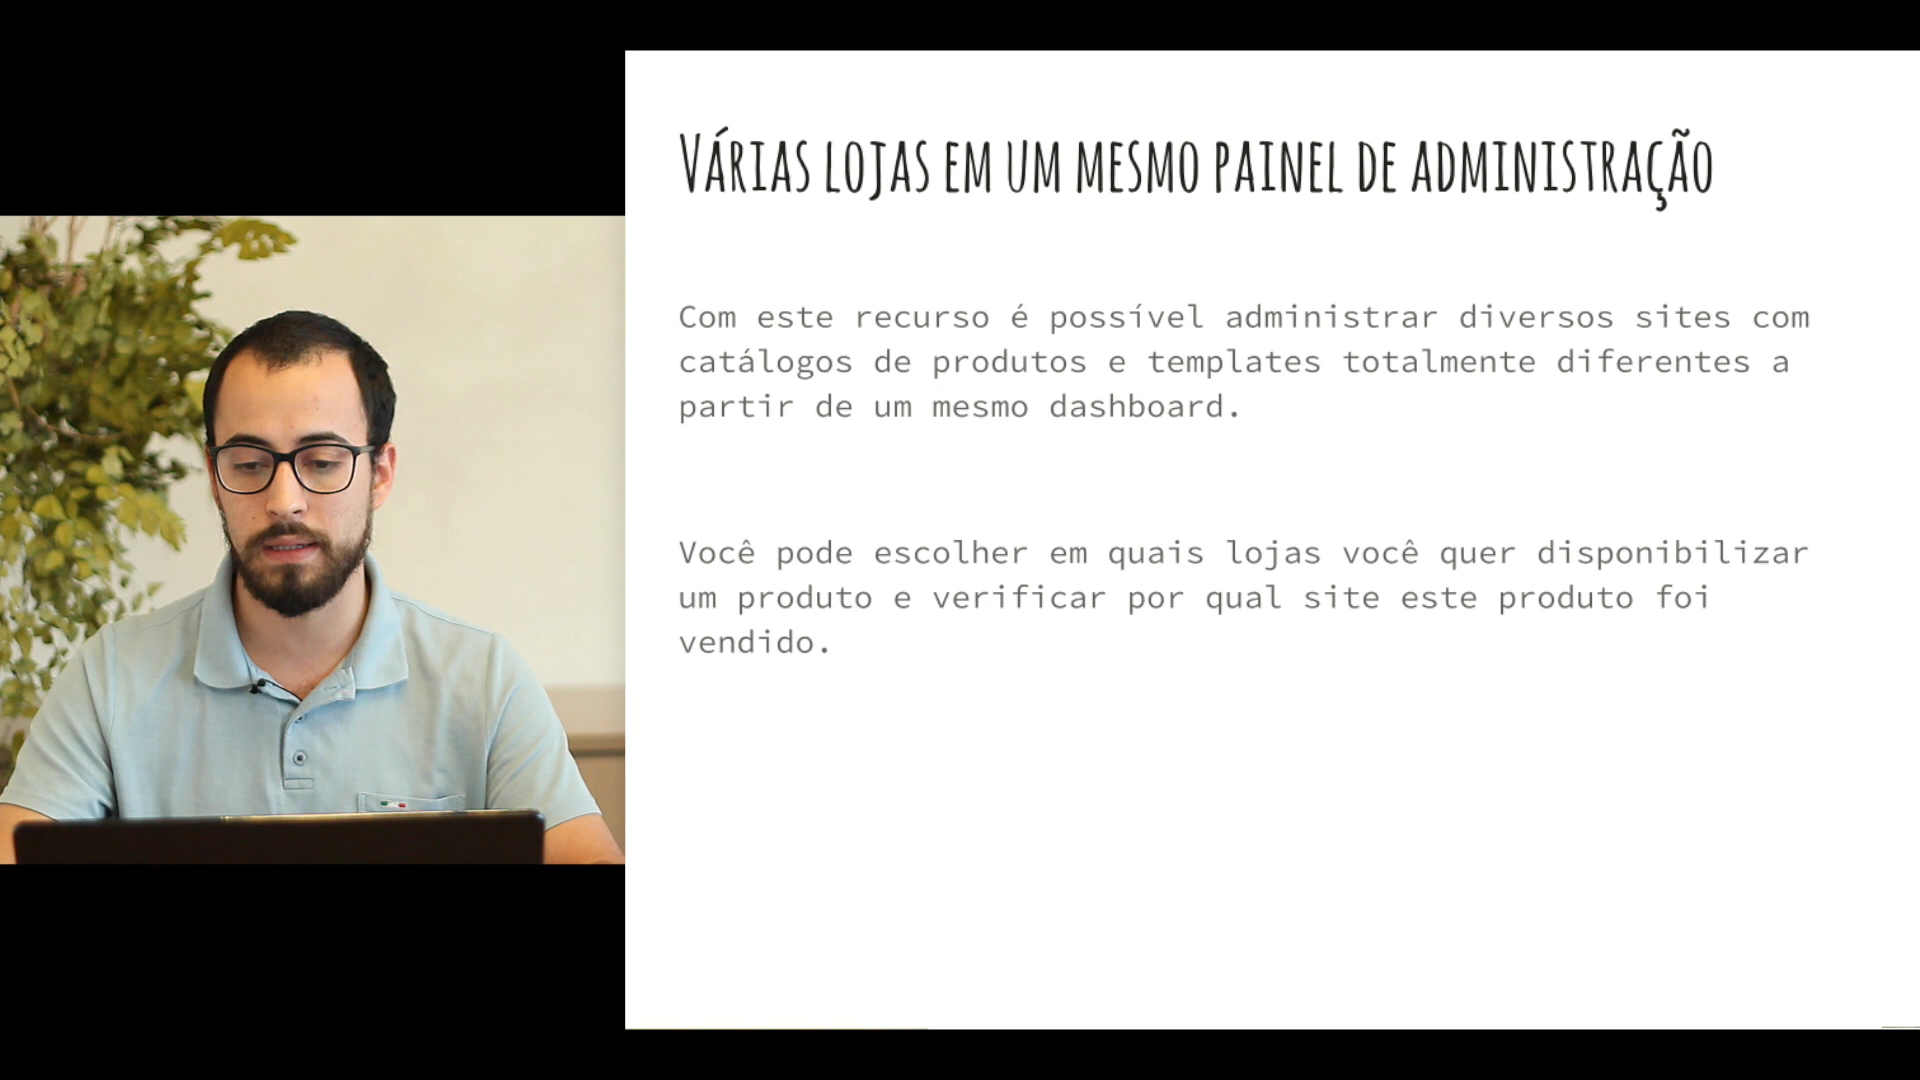 Várias lojas em um mesmo painel de administração
Com este recurso é possível administrar diversos sites com
catálogos de produtos e templates totalmente diferentes a
partir de um mesmo dashboard.
Você pode escolher em quais lojas você quer disponibilizar
um produto e verificar por qual site este produto foi
vendido.